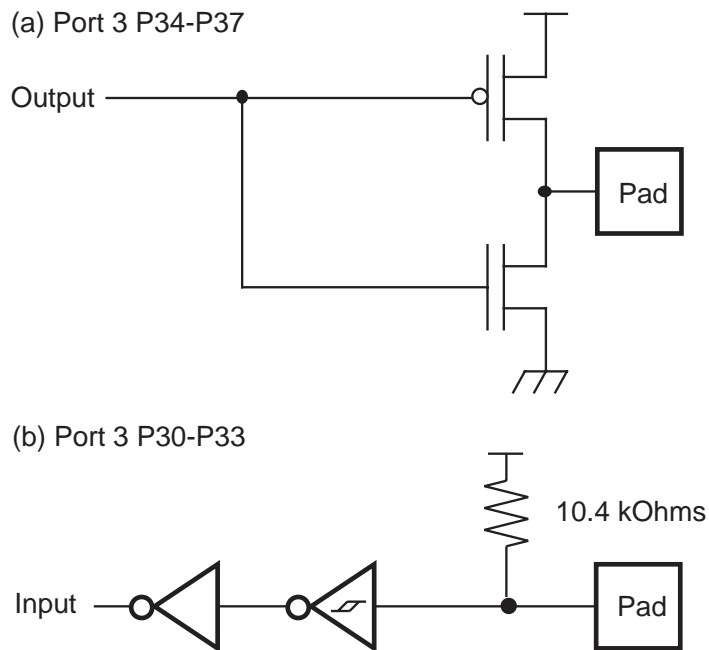 (a) Port 3 P34-P37
Output
Pad
(b) Port 3 P30-P33
10.4 kOhms
Input
Pad